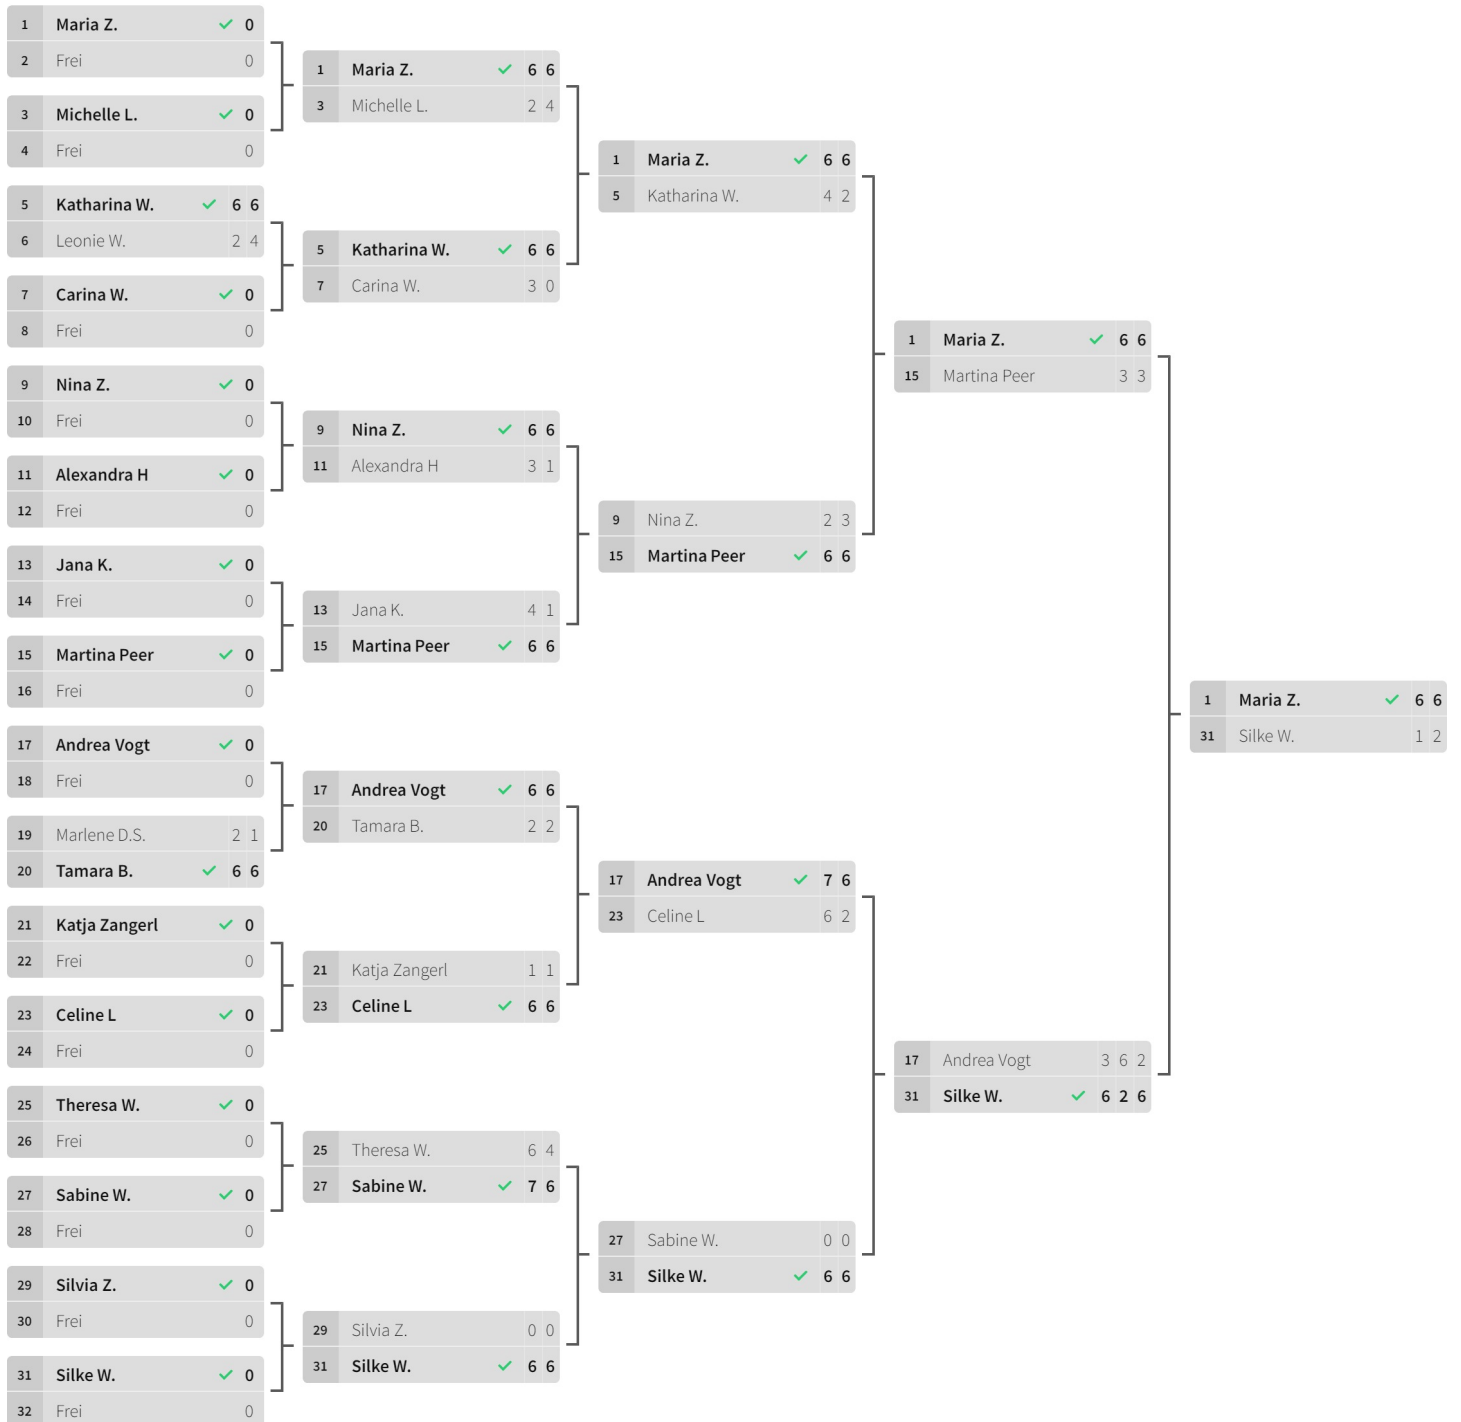 1 Maria Z. ✓ 0
2 Frei 0
3 Michelle L. ✓ 0
4 Frei 0
5 Katharina W. ✓ 6 6
6 Leonie W. 2 4
7 Carina W. ✓ 0
8 Frei 0
9 Nina Z. ✓ 0
10 Frei 0
11 Alexandra H ✓ 0
12 Frei 0
13 Jana K. ✓ 0
14 Frei 0
15 Martina Peer ✓ 0
16 Frei 0
17 Andrea Vogt ✓ 0
18 Frei 0
19 Marlene D.S. 2 1
20 Tamara B. ✓ 6 6
21 Katja Zangerl ✓ 0
22 Frei 0
23 Celine L ✓ 0
24 Frei 0
25 Theresa W. ✓ 0
26 Frei 0
27 Sabine W. ✓ 0
28 Frei 0
29 Silvia Z. ✓ 0
30 Frei 0
31 Silke W. ✓ 0
32 Frei 0
1 Maria Z. ✓ 6 6
3 Michelle L. 2 4
5 Katharina W. ✓ 6 6
7 Carina W. 3 0
9 Nina Z. ✓ 6 6
11 Alexandra H 3 1
13 Jana K. 4 1
15 Martina Peer ✓ 6 6
17 Andrea Vogt ✓ 6 6
20 Tamara B. 2 2
21 Katja Zangerl 1 1
23 Celine L ✓ 6 6
25 Theresa W. 6 4
27 Sabine W. ✓ 7 6
29 Silvia Z. 0 0
31 Silke W. ✓ 6 6
1 Maria Z. ✓ 6 6
5 Katharina W. 4 2
9 Nina Z. 2 3
15 Martina Peer ✓ 6 6
17 Andrea Vogt ✓ 7 6
23 Celine L 6 2
27 Sabine W. 0 0
31 Silke W. ✓ 6 6
1 Maria Z. ✓ 6 6
15 Martina Peer 3 3
17 Andrea Vogt 3 6 2
31 Silke W. ✓ 6 2 6
1 Maria Z. ✓ 6 6
31 Silke W. 1 2